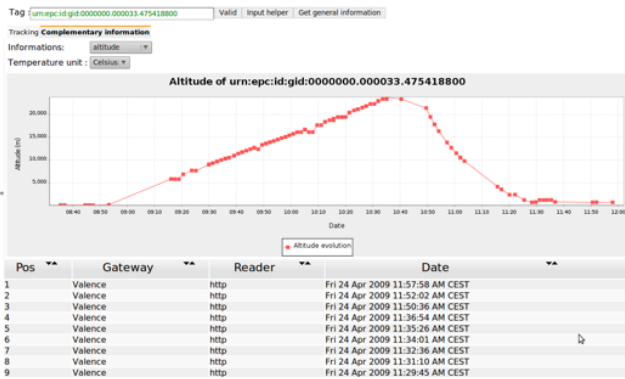 Tag : urn:epc:id:gid:0000000.000033.475418800 Valid Input helper Get general information
Tracking Complementary information
Informations: altitude
Temperature unit : Celsius
Altitude of urn:epc:id:gid:0000000.000033.475418800
Altitude (m)
20,000
15,000
10,000
5,000
08:40 08:50 09:00 09:10 09:20 09:30 09:40 09:50 10:00 10:10 10:20 10:30 10:40 10:50 11:00 11:10 11:20 11:30 11:40 11:50 12:00
Date
Altitude evolution
Pos Gateway Reader Date
1 Valence http Fri 24 Apr 2009 11:57:58 AM CEST
2 Valence http Fri 24 Apr 2009 11:52:02 AM CEST
3 Valence http Fri 24 Apr 2009 11:50:36 AM CEST
4 Valence http Fri 24 Apr 2009 11:36:54 AM CEST
5 Valence http Fri 24 Apr 2009 11:35:26 AM CEST
6 Valence http Fri 24 Apr 2009 11:34:01 AM CEST
7 Valence http Fri 24 Apr 2009 11:32:36 AM CEST
8 Valence http Fri 24 Apr 2009 11:31:10 AM CEST
9 Valence http Fri 24 Apr 2009 11:29:45 AM CEST